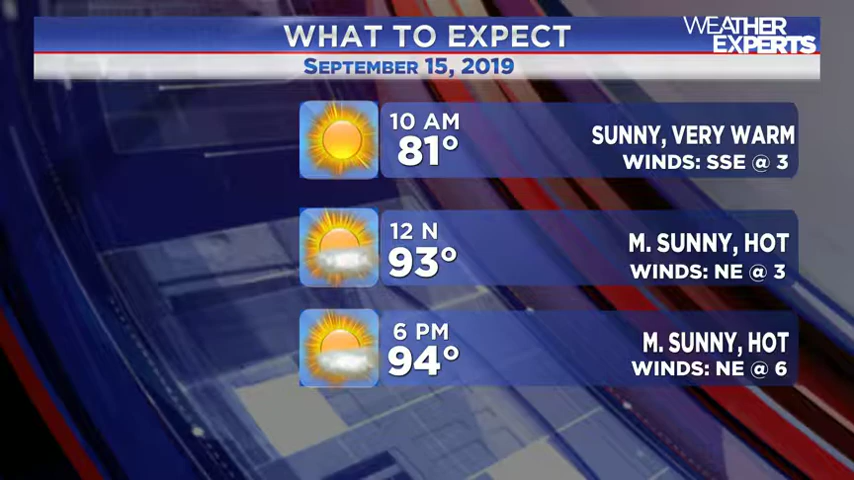 WHAT TO EXPECT
WEATHER
EXPERTS
SEPTEMBER 15, 2019
10 AM
81°
SUNNY, VERY WARM
WINDS: SSE @ 3
12 N
93°
M. SUNNY, HOT
WINDS: NE @ 3
6 PM
94°
M. SUNNY, HOT
WINDS: NE @ 6